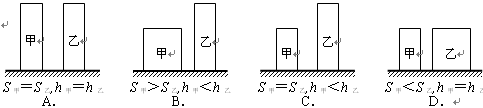 甲 乙 甲 乙 甲 乙 甲 乙
S甲=S乙,h甲=h乙 S甲>S乙,h甲<h乙 S甲=S乙,h甲<h乙 S甲<S乙,h甲=h乙
A. B. C. D.